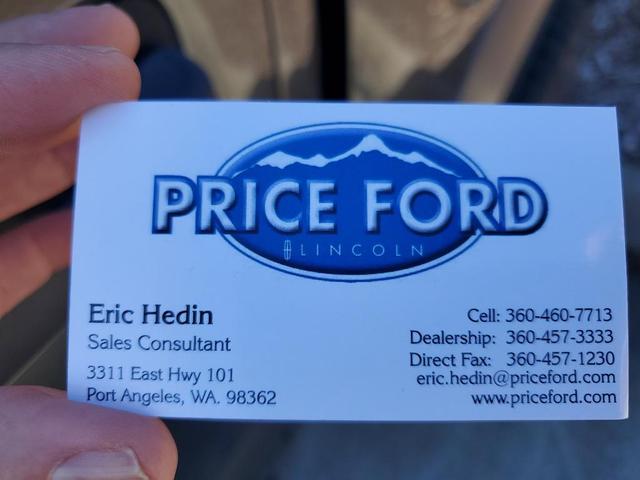 PRICE FORD
LINCOLN
Eric Hedin
Sales Consultant
3311 East Hwy 101
Port Angeles, WA. 98362
Cell: 360-460-7713
Dealership: 360-457-3333
Direct Fax: 360-457-1230
eric.hedin@priceford.com
www.priceford.com